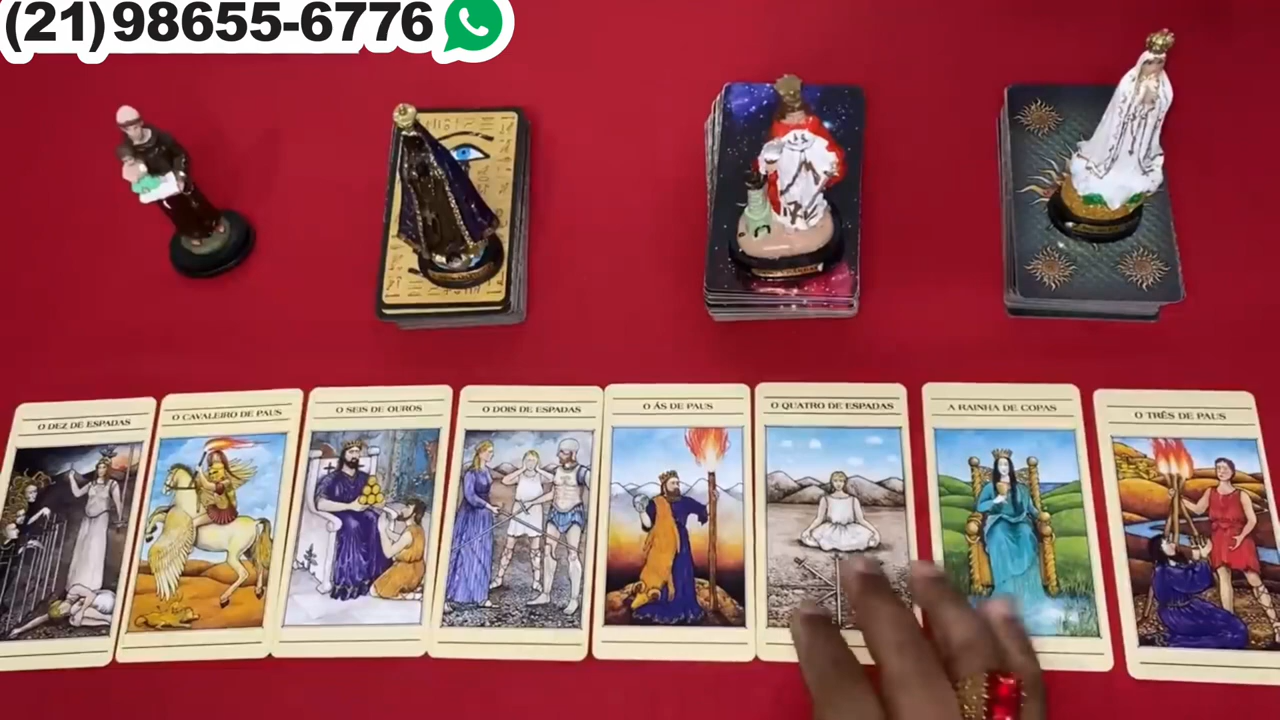 (21)98655-6776
O DEZ DE ESPADAS
O CAVALEIRO DE PAUS
O SEIS DE OUROS
O DOIS DE ESPADAS
O ÁS DE PAUS
O QUATRO DE ESPADAS
A RAINHA DE COPAS
O TRÊS DE PAUS